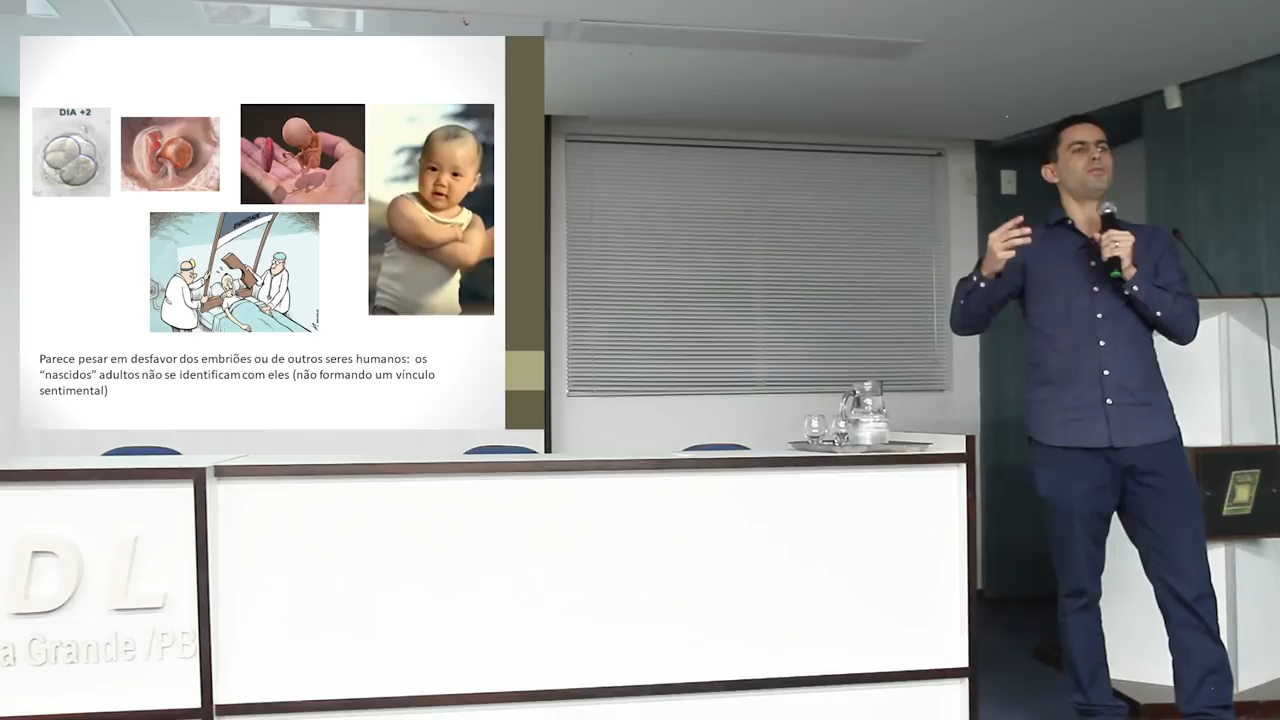 DIA +2
Parece pesar em desfavor dos embriões ou de outros seres humanos: os
“nascidos” adultos não se identificam com eles (não formando um vínculo
sentimental)
D L
a Grande /PB